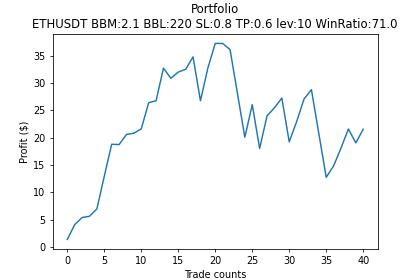 Portfolio
ETHUSDT BBM:2.1 BBL:220 SL:0.8 TP:0.6 lev:10 WinRatio:71.0
35
30
25
20
15
10
5
0
Profit ($)
0 5 10 15 20 25 30 35 40
Trade counts